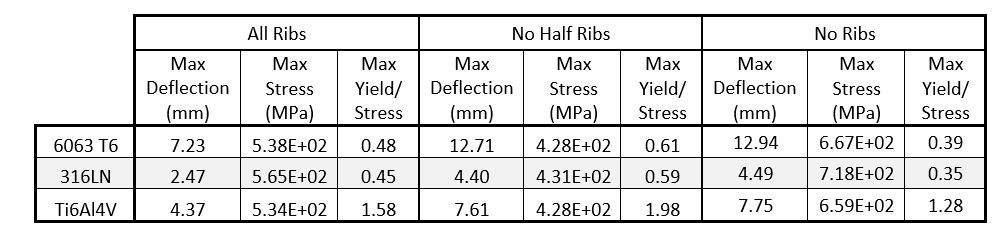 All Ribs No Half Ribs No Ribs
Max Deflection (mm) Max Stress (MPa) Max Yield/ Stress Max Deflection (mm) Max Stress (MPa) Max Yield/ Stress Max Deflection (mm) Max Stress (MPa) Max Yield/ Stress
6063 T6 7.23 5.38E+02 0.48 12.71 4.28E+02 0.61 12.94 6.67E+02 0.39
316LN 2.47 5.65E+02 0.45 4.40 4.31E+02 0.59 4.49 7.18E+02 0.35
Ti6Al4V 4.37 5.34E+02 1.58 7.61 4.28E+02 1.98 7.75 6.59E+02 1.28